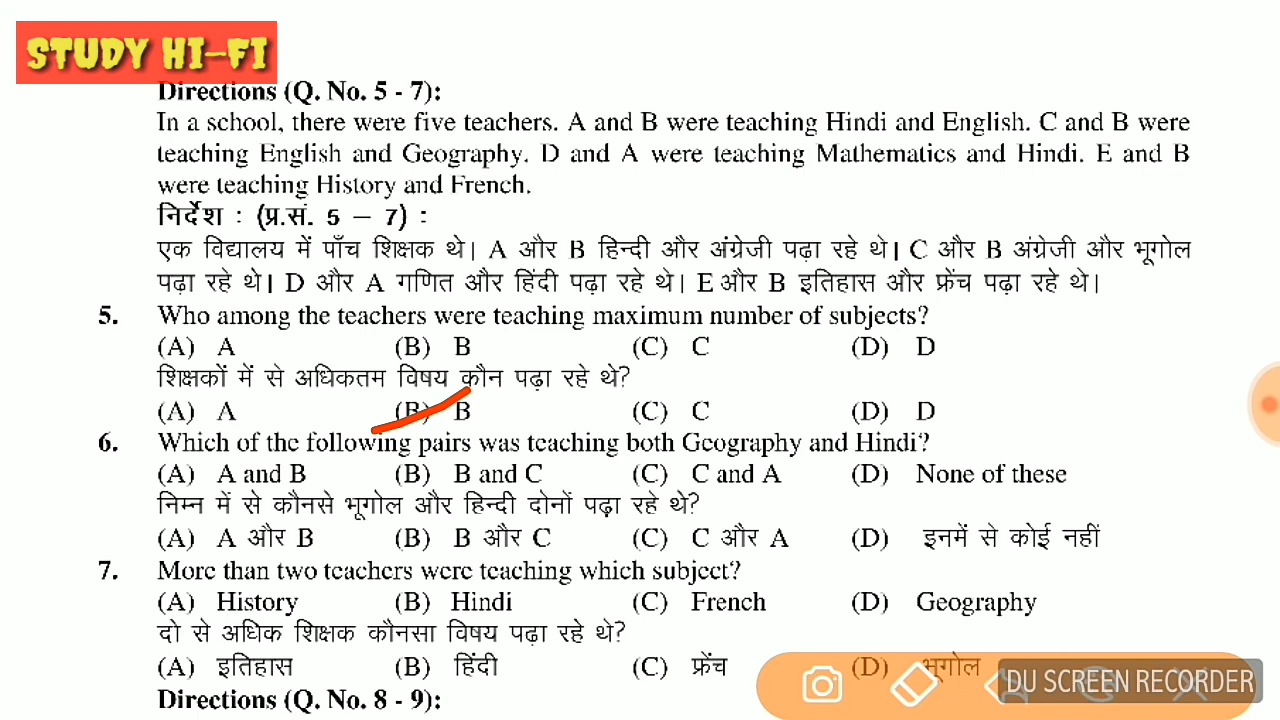 STUDY HI-FI
Directions (Q. No. 5 - 7):
In a school, there were five teachers. A and B were teaching Hindi and English. C and B were
teaching English and Geography. D and A were teaching Mathematics and Hindi. E and B
were teaching History and French.
निर्देश : (प्र.सं. 5 – 7) :
एक विद्यालय में पाँच शिक्षक थे। A और B हिन्दी और अंग्रेजी पढ़ा रहे थे। C और B अंग्रेजी और भूगोल
पढ़ा रहे थे। D और A गणित और हिंदी पढ़ा रहे थे। E और B इतिहास और फ्रेंच पढ़ा रहे थे।
5. Who among the teachers were teaching maximum number of subjects?
(A) A (B) B (C) C (D) D
शिक्षकों में से अधिकतम विषय कौन पढ़ा रहे थे?
(A) A (B) B (C) C (D) D
6. Which of the following pairs was teaching both Geography and Hindi?
(A) A and B (B) B and C (C) C and A (D) None of these
निम्न में से कौनसे भूगोल और हिन्दी दोनों पढ़ा रहे थे?
(A) A और B (B) B और C (C) C और A (D) इनमें से कोई नहीं
7. More than two teachers were teaching which subject?
(A) History (B) Hindi (C) French (D) Geography
दो से अधिक शिक्षक कौनसा विषय पढ़ा रहे थे?
(A) इतिहास (B) हिंदी (C) फ्रेंच (D) भूगोल
DU SCREEN RECORDER
Directions (Q. No. 8 - 9):